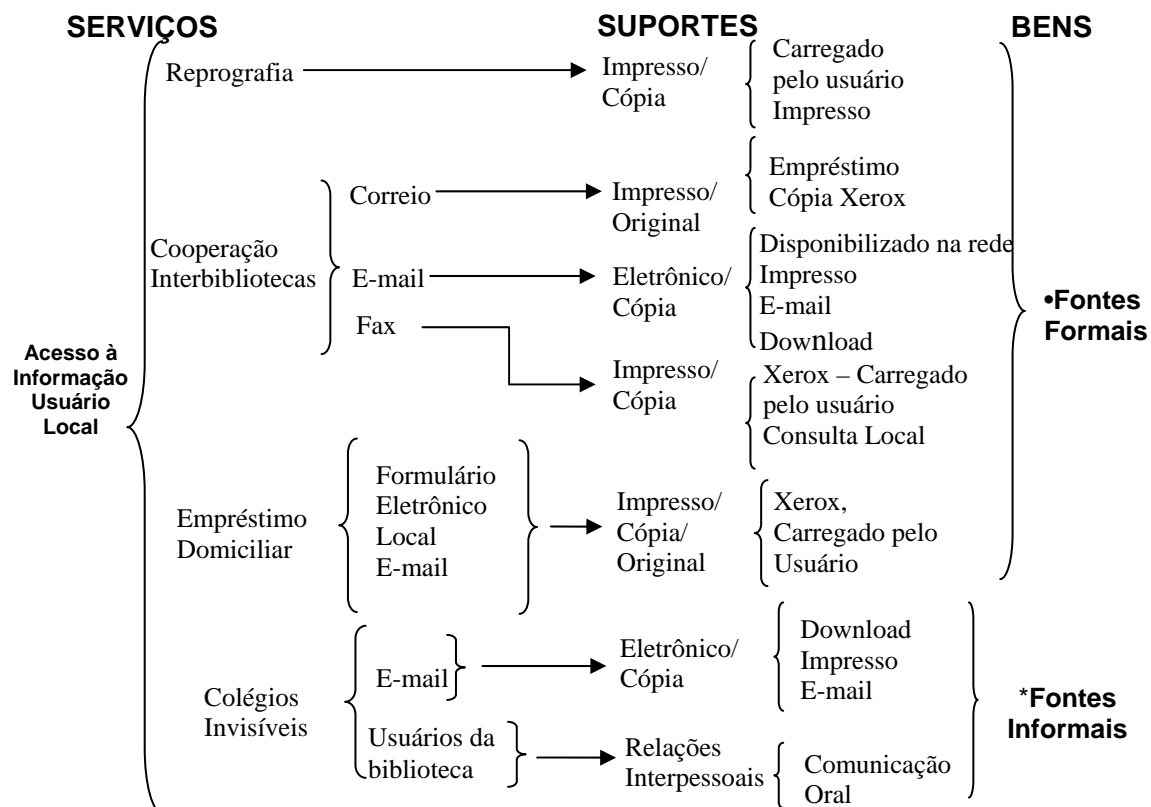 SERVIÇOS
SUPORTES
BENS
Reprografia
Impresso/
Cópia
Carregado
pelo usuário
Impresso
Cooperação
Interbibliotecas
Correio
Impresso/
Original
Empréstimo
Cópia Xerox
E-mail
Eletrônico/
Cópia
Disponibilizado na rede
Impresso
E-mail
Download
Fax
Impresso/
Cópia
Xerox – Carregado
pelo usuário
Consulta Local
•Fontes
Formais
Acesso à
Informação
Usuário
Local
Empréstimo
Domiciliar
Formulário
Eletrônico
Local
E-mail
Impresso/
Cópia/
Original
Xerox,
Carregado pelo
Usuário
Colégios
Invisíveis
E-mail
Eletrônico/
Cópia
Download
Impresso
E-mail
Usuários da
biblioteca
Relações
Interpessoais
Comunicação
Oral
*Fontes
Informais